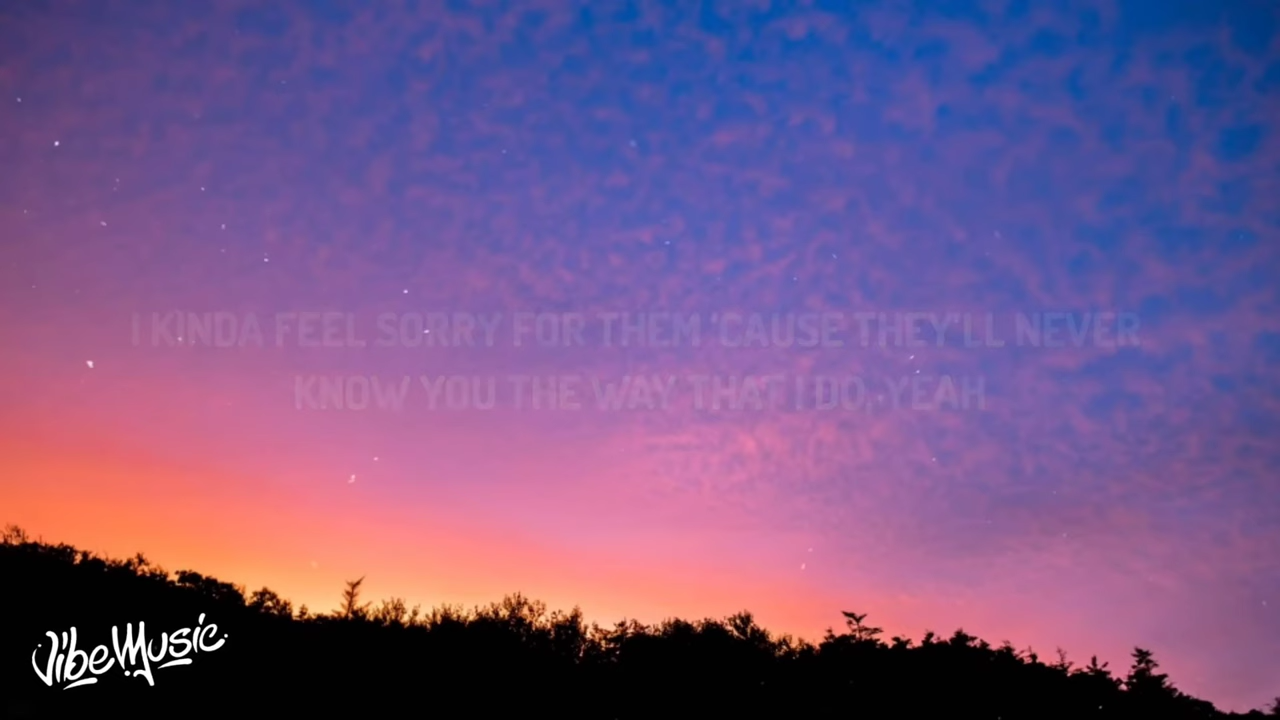 I KINDA FEEL SORRY FOR THEM 'CAUSE THEY'LL NEVER
KNOW YOU THE WAY THAT I DO, YEAH
VibeMusic